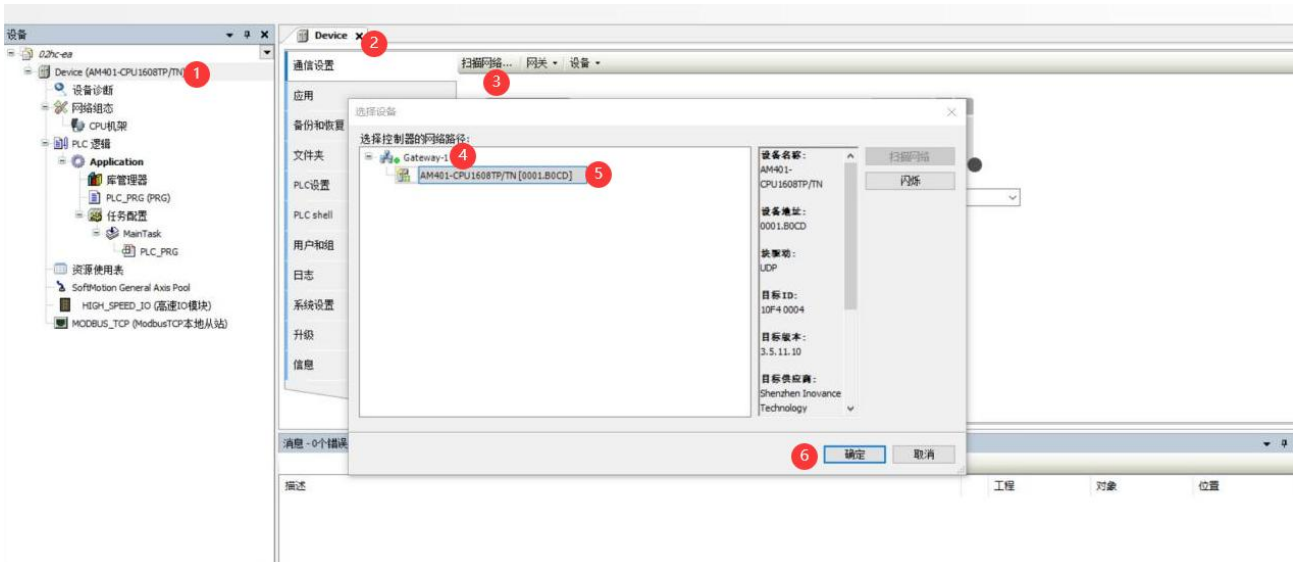 设备
02hc-ea
Device (AM401-CPU1608TP/TN)
1
设备诊断
网络组态
CPU机架
PLC 逻辑
Application
库管理器
PLC_PRG (PRG)
任务配置
MainTask
PLC_PRG
资源使用表
SoftMotion General Axis Pool
HIGH_SPEED_IO (高速IO模块)
MODBUS_TCP (ModbusTCP本地从站)
Device
2
通信设置
应用
备份和恢复
文件夹
PLC设置
PLC shell
用户和组
日志
系统设置
升级
信息
扫描网络... 网关 设备
3
选择设备
选择控制器的网络路径:
Gateway-1
4
AM401-CPU1608TP/TN [0001.B0CD]
5
设备名称:
AM401-
CPU1608TP/TN
设备地址:
0001.B0CD
块驱动:
UDP
目标ID:
10F4 0004
目标版本:
3.5.11.10
目标供应商:
Shenzhen Inovance
Technology
扫描网络
闪烁
6
确定
取消
消息 - 0个错误
描述
工程
对象
位置